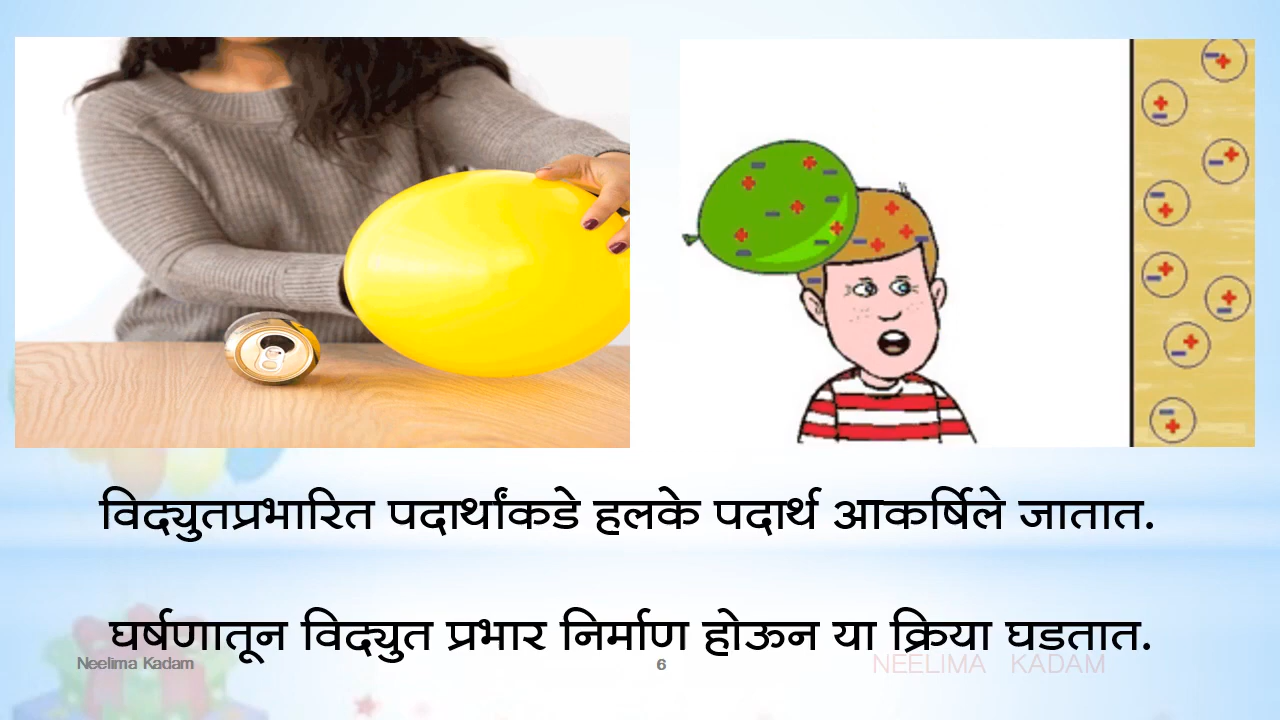 विद्युतप्रभारित पदार्थांकडे हलके पदार्थ आकर्षिले जातात.
घर्षणातून विद्युत प्रभार निर्माण होऊन या क्रिया घडतात.
Neelima Kadam
6
NEELIMA KADAM